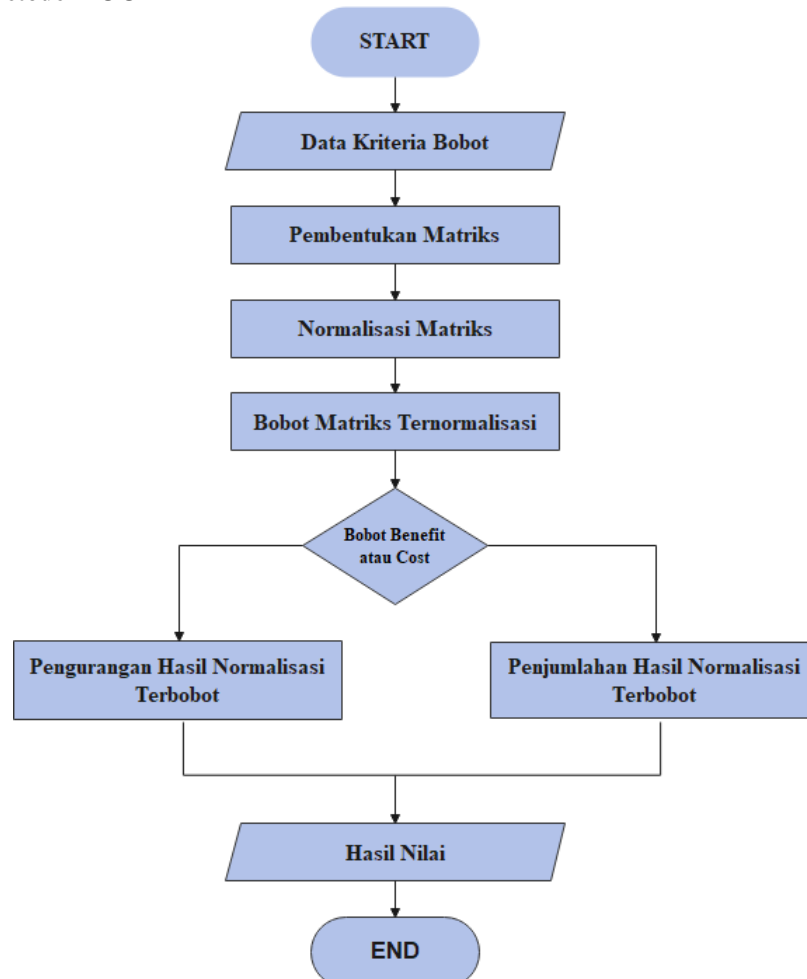 START
Data Kriteria Bobot
Pembentukan Matriks
Normalisasi Matriks
Bobot Matriks Ternormalisasi
Bobot Benefit
atau Cost
Pengurangan Hasil Normalisasi
Terbobot
Penjumlahan Hasil Normalisasi
Terbobot
Hasil Nilai
END